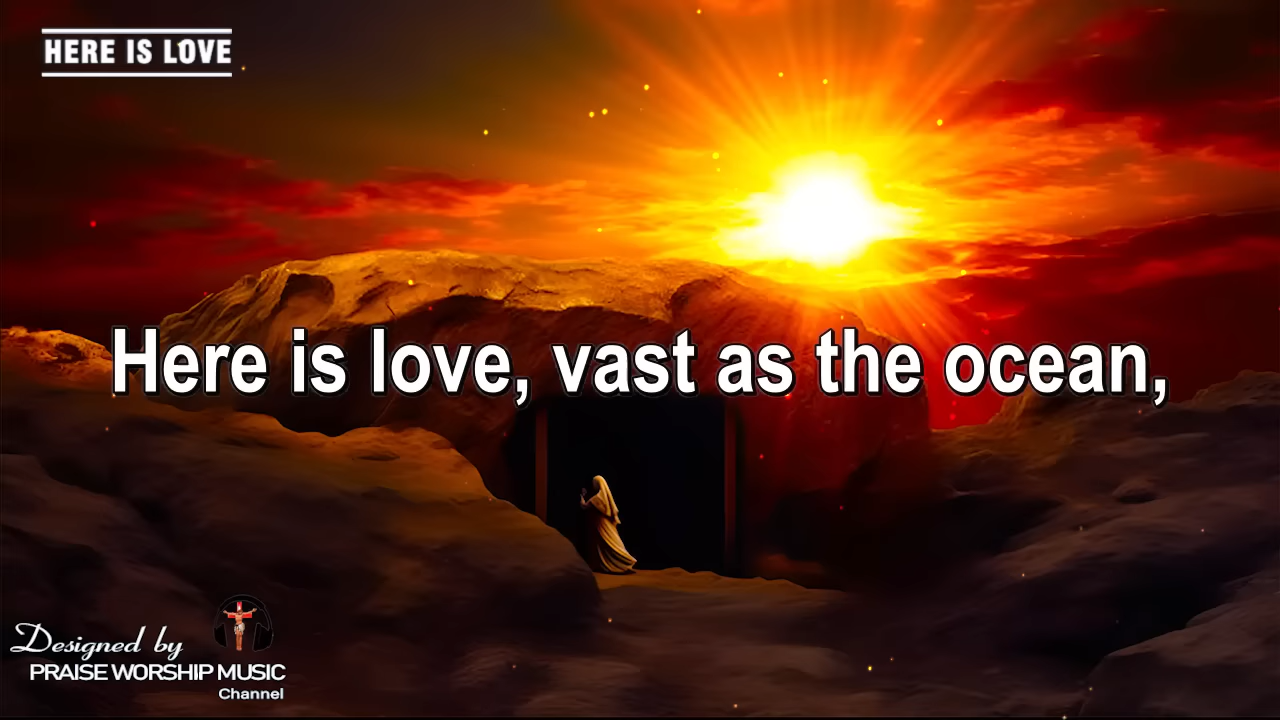 HERE IS LOVE
Here is love, vast as the ocean,
Designed by
PRAISE WORSHIP MUSIC
Channel